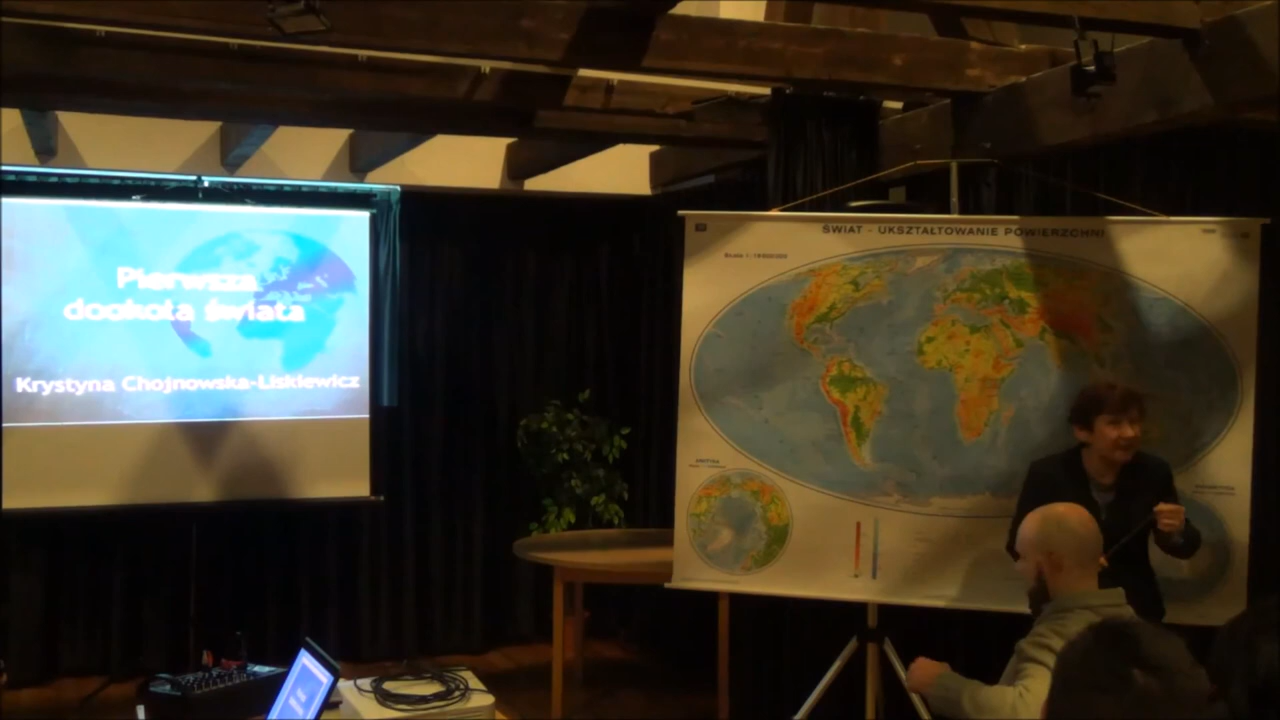 Pierwsza
dookoła świata
Krystyna Chojnowska-Liskiewicz
ŚWIAT - UKSZTAŁTOWANIE POWIERZCHNI